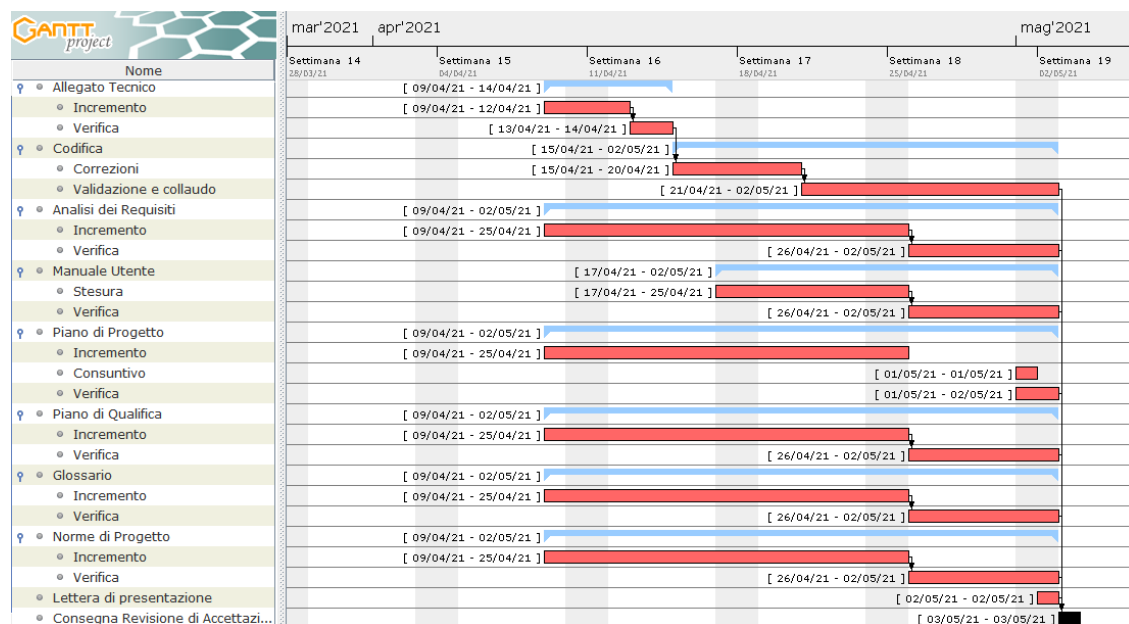 GANTT
project
mar'2021 apr'2021 mag'2021
Settimana 14 Settimana 15 Settimana 16 Settimana 17 Settimana 18 Settimana 19
28/03/21 04/04/21 11/04/21 18/04/21 25/04/21 02/05/21
Nome
Allegato Tecnico [ 09/04/21 - 14/04/21 ]
Incremento [ 09/04/21 - 12/04/21 ]
Verifica [ 13/04/21 - 14/04/21 ]
Codifica [ 15/04/21 - 02/05/21 ]
Correzioni [ 15/04/21 - 20/04/21 ]
Validazione e collaudo [ 21/04/21 - 02/05/21 ]
Analisi dei Requisiti [ 09/04/21 - 02/05/21 ]
Incremento [ 09/04/21 - 25/04/21 ]
Verifica [ 26/04/21 - 02/05/21 ]
Manuale Utente [ 17/04/21 - 02/05/21 ]
Stesura [ 17/04/21 - 25/04/21 ]
Verifica [ 26/04/21 - 02/05/21 ]
Piano di Progetto [ 09/04/21 - 02/05/21 ]
Incremento [ 09/04/21 - 25/04/21 ]
Consuntivo [ 01/05/21 - 01/05/21 ]
Verifica [ 01/05/21 - 02/05/21 ]
Piano di Qualifica [ 09/04/21 - 02/05/21 ]
Incremento [ 09/04/21 - 25/04/21 ]
Verifica [ 26/04/21 - 02/05/21 ]
Glossario [ 09/04/21 - 02/05/21 ]
Incremento [ 09/04/21 - 25/04/21 ]
Verifica [ 26/04/21 - 02/05/21 ]
Norme di Progetto [ 09/04/21 - 02/05/21 ]
Incremento [ 09/04/21 - 25/04/21 ]
Verifica [ 26/04/21 - 02/05/21 ]
Lettera di presentazione [ 02/05/21 - 02/05/21 ]
Consegna Revisione di Accettazi... [ 03/05/21 - 03/05/21 ]